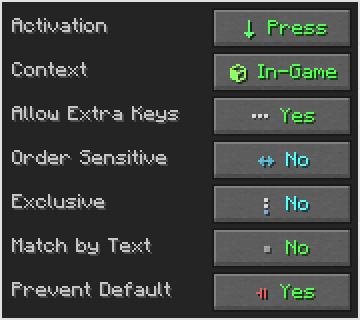 Activation Press
Context In-Game
Allow Extra Keys Yes
Order Sensitive No
Exclusive No
Match by Text No
Prevent Default Yes